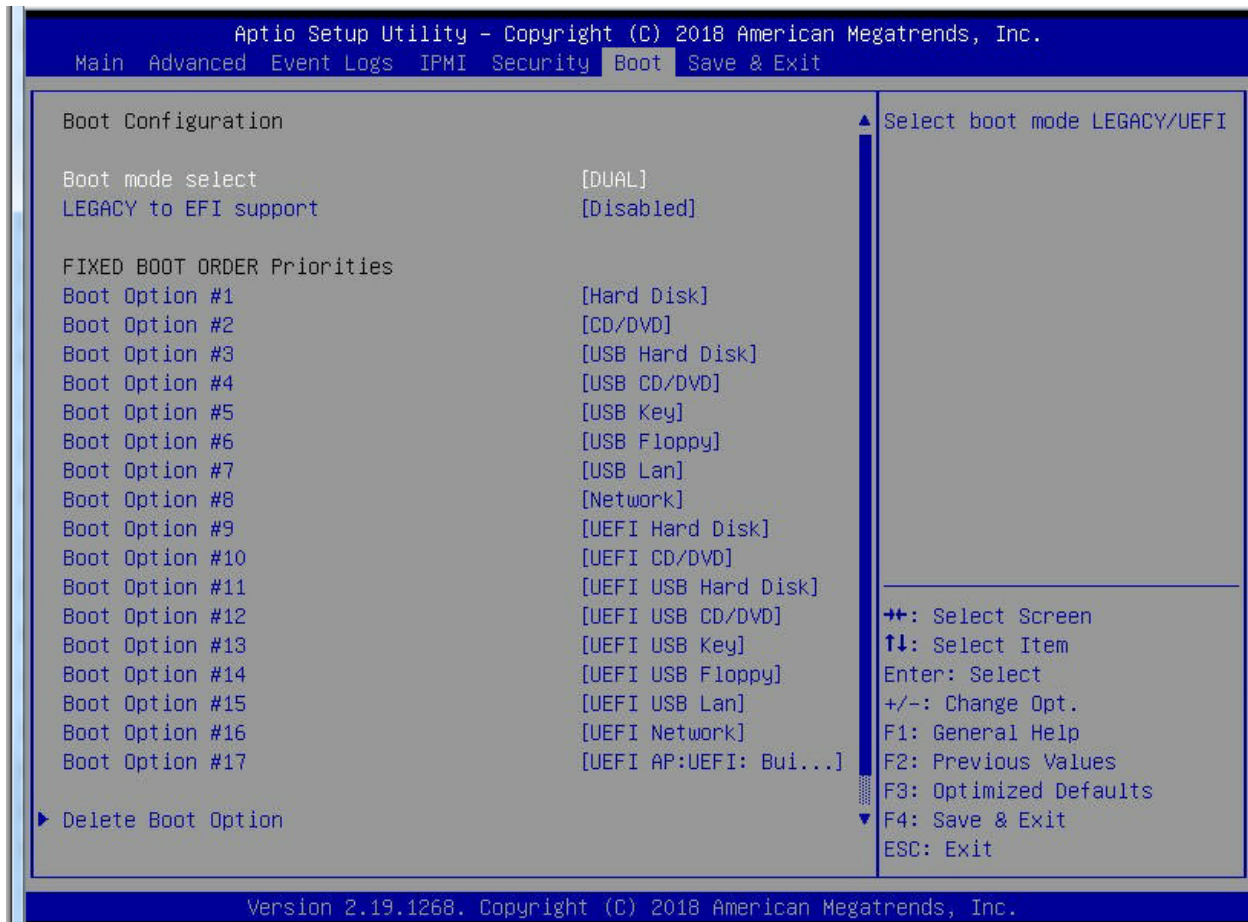 Aptio Setup Utility – Copyright (C) 2018 American Megatrends, Inc.
Main Advanced Event Logs IPMI Security Boot Save & Exit
Boot Configuration
Boot mode select [DUAL]
LEGACY to EFI support [Disabled]
FIXED BOOT ORDER Priorities
Boot Option #1 [Hard Disk]
Boot Option #2 [CD/DVD]
Boot Option #3 [USB Hard Disk]
Boot Option #4 [USB CD/DVD]
Boot Option #5 [USB Key]
Boot Option #6 [USB Floppy]
Boot Option #7 [USB Lan]
Boot Option #8 [Network]
Boot Option #9 [UEFI Hard Disk]
Boot Option #10 [UEFI CD/DVD]
Boot Option #11 [UEFI USB Hard Disk]
Boot Option #12 [UEFI USB CD/DVD]
Boot Option #13 [UEFI USB Key]
Boot Option #14 [UEFI USB Floppy]
Boot Option #15 [UEFI USB Lan]
Boot Option #16 [UEFI Network]
Boot Option #17 [UEFI AP:UEFI: Bui...]
Delete Boot Option
Select boot mode LEGACY/UEFI
→←: Select Screen
↑↓: Select Item
Enter: Select
+/-: Change Opt.
F1: General Help
F2: Previous Values
F3: Optimized Defaults
F4: Save & Exit
ESC: Exit
Version 2.19.1268. Copyright (C) 2018 American Megatrends, Inc.